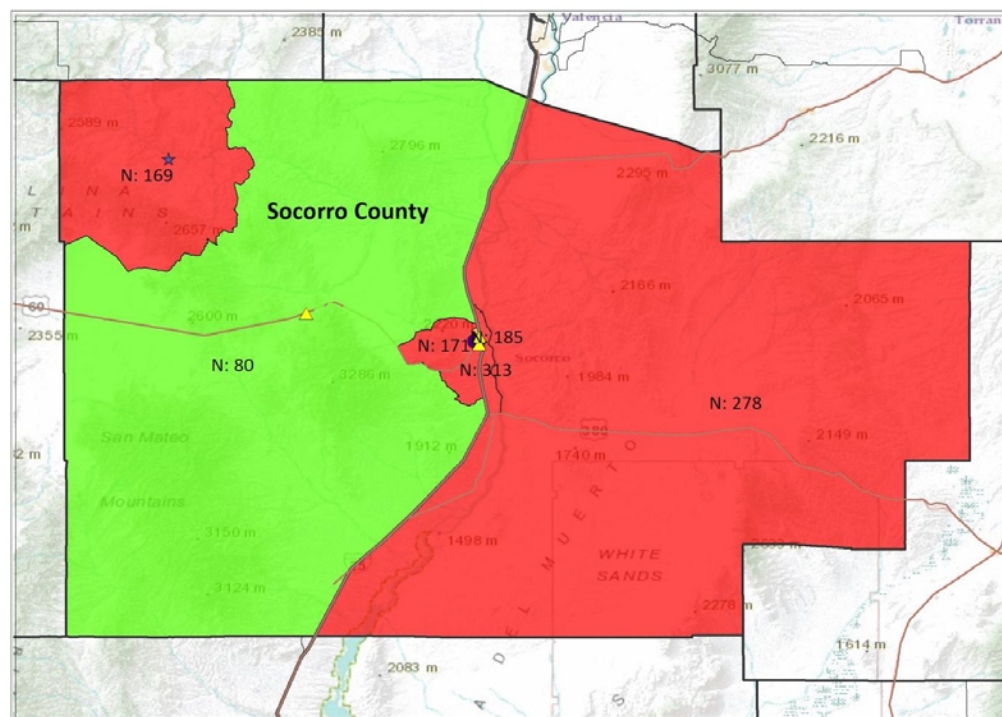 Valencia
Torran
2385 m
3077 m
2589 m
2796 m
2216 m
N: 169
2295 m
L I N A
T A I N S
Socorro County
2657 m
2166 m
2065 m
60
2600 m
2355 m
220 m
N: 171
N: 185
Socorro
N: 80
N: 313
3286 m
1984 m
N: 278
380
San Mateo
1912 m
2149 m
2 m
1740 m
Mountains
3150 m
1498 m
WHITE
SANDS
D E L M U E R T O
3124 m
2278 m
1614 m
2083 m
A D
S